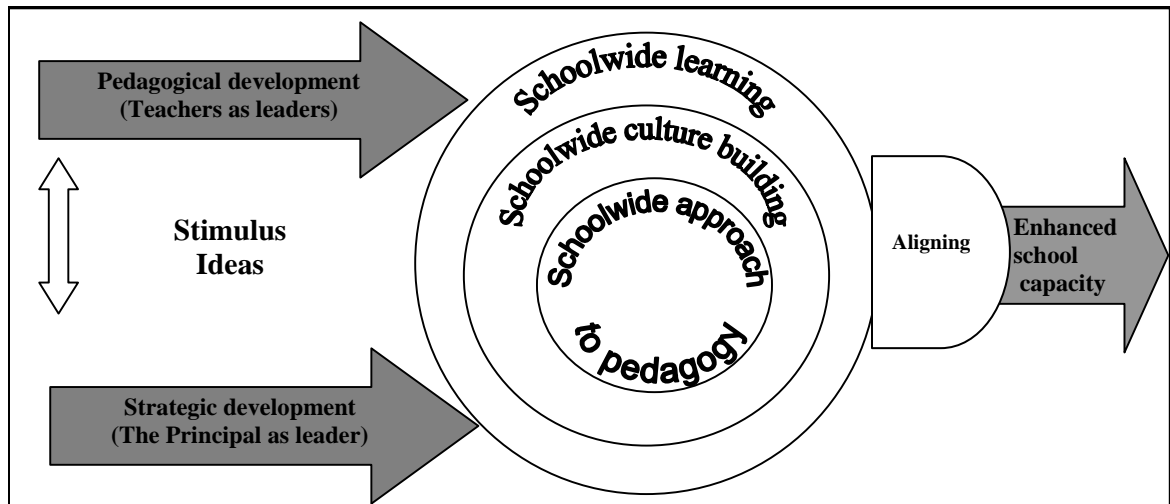 Pedagogical development
(Teachers as leaders)
Stimulus
Ideas
Strategic development
(The Principal as leader)
Schoolwide learning
Schoolwide culture building
Schoolwide approach
to pedagogy
Aligning
Enhanced
school
capacity